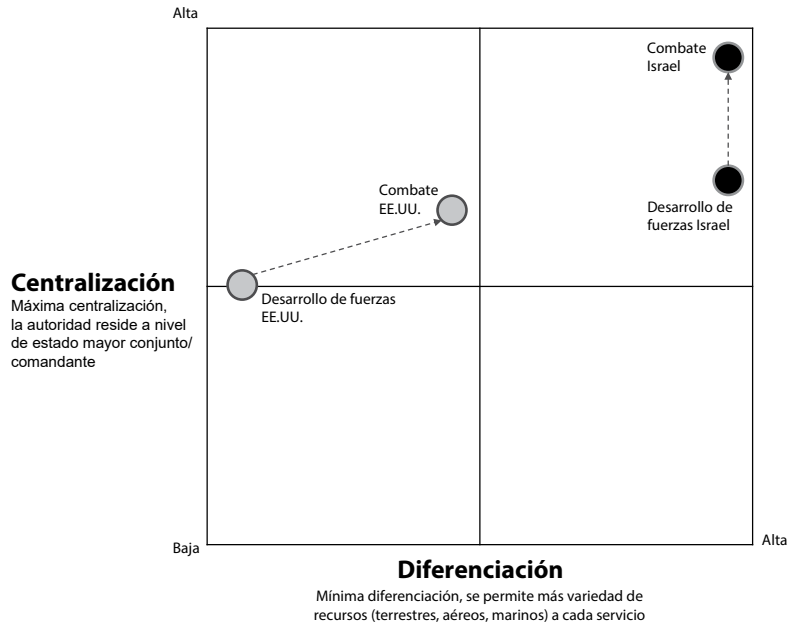 Alta
Combate
Israel
Combate
EE.UU.
Desarrollo de
fuerzas Israel
Centralización
Máxima centralización,
la autoridad reside a nivel
de estado mayor conjunto/
comandante
Desarrollo de fuerzas
EE.UU.
Baja
Alta
Diferenciación
Mínima diferenciación, se permite más variedad de
recursos (terrestres, aéreos, marinos) a cada servicio